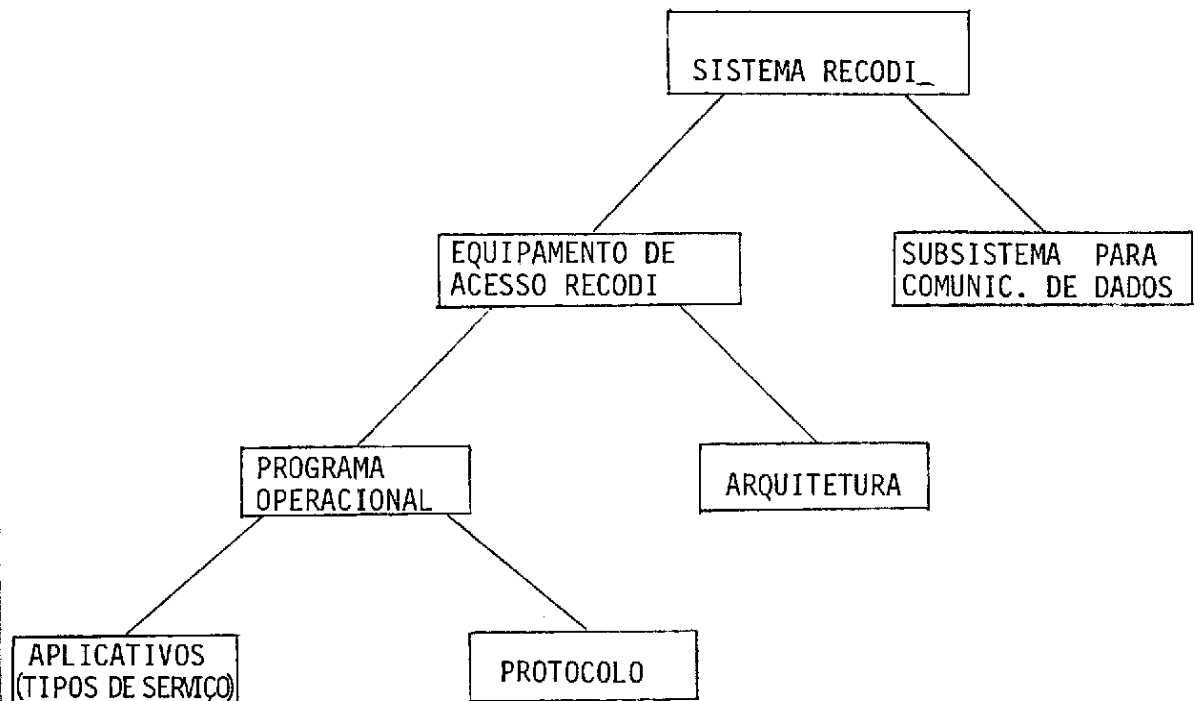 SISTEMA RECODI_
EQUIPAMENTO DE
ACESSO RECODI
SUBSISTEMA PARA
COMUNIC. DE DADOS
PROGRAMA
OPERACIONAL
ARQUITETURA
APLICATIVOS
(TIPOS DE SERVIÇO)
PROTOCOLO